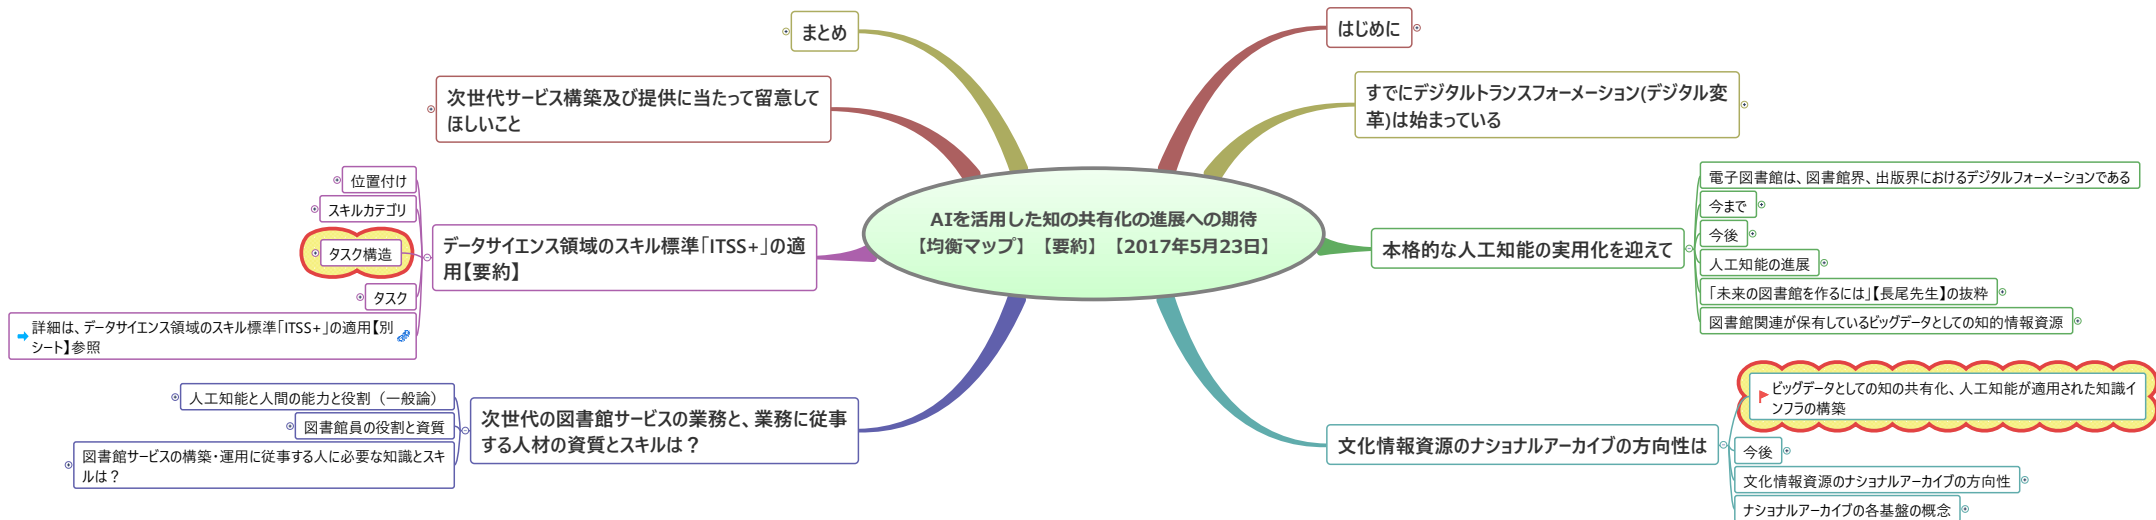 AIを活用した知の共有化の進展への期待
【均衡マップ】【要約】【2017年5月23日】
はじめに
すでにデジタルトランスフォーメーション(デジタル変
革)は始まっている
本格的な人工知能の実用化を迎えて
電子図書館は、図書館界、出版界におけるデジタルフォーメーションである
今まで
今後
人工知能の進展
「未来の図書館を作るには」【長尾先生】の抜粋
図書館関連が保有しているビッグデータとしての知的情報資源
文化情報資源のナショナルアーカイブの方向性は
ビッグデータとしての知の共有化、人工知能が適用された知識イ
ンフラの構築
今後
文化情報資源のナショナルアーカイブの方向性
ナショナルアーカイブの各基盤の概念
次世代の図書館サービスの業務と、業務に従事
する人材の資質とスキルは？
人工知能と人間の能力と役割（一般論）
図書館員の役割と資質
図書館サービスの構築・運用に従事する人に必要な知識とスキ
ルは？
データサイエンス領域のスキル標準「ITSS+」の適
用【要約】
位置付け
スキルカテゴリ
タスク構造
タスク
詳細は、データサイエンス領域のスキル標準「ITSS+」の適用【別
シート】参照
次世代サービス構築及び提供に当たって留意して
ほしいこと
まとめ